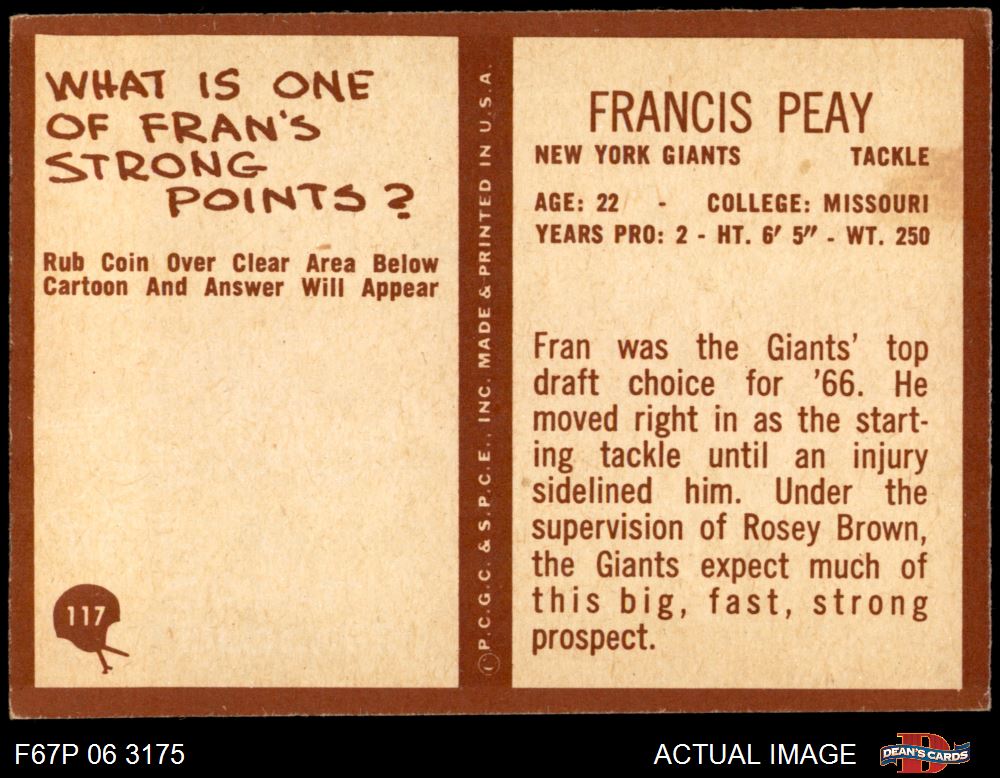 WHAT IS ONE
OF FRAN'S
STRONG
POINTS?
Rub Coin Over Clear Area Below
Cartoon And Answer Will Appear
117
© P.C.G.C. & S.P.C.E., INC. MADE & PRINTED IN U.S.A.
FRANCIS PEAY
NEW YORK GIANTS TACKLE
AGE: 22 - COLLEGE: MISSOURI
YEARS PRO: 2 - HT. 6' 5" - WT. 250
Fran was the Giants' top
draft choice for '66. He
moved right in as the start-
ing tackle until an injury
sidelined him. Under the
supervision of Rosey Brown,
the Giants expect much of
this big, fast, strong
prospect.
F67P 06 3175
ACTUAL IMAGE
DEAN'S CARDS